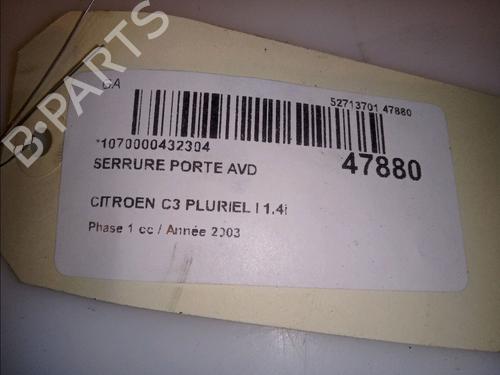 B-PARTS
CA
52713701 47880
*1070000432304
SERRURE PORTE AVD
47880
CITROEN C3 PLURIEL I 1.4i
Phase 1 cc / Année 2003